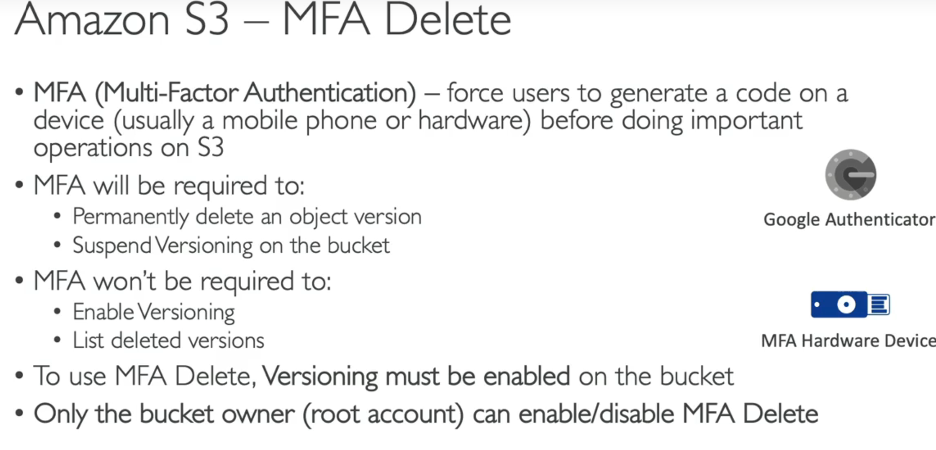 Amazon S3 – MFA Delete
• MFA (Multi-Factor Authentication) – force users to generate a code on a
device (usually a mobile phone or hardware) before doing important
operations on S3
• MFA will be required to:
• Permanently delete an object version
• Suspend Versioning on the bucket
• MFA won't be required to:
• Enable Versioning
• List deleted versions
• To use MFA Delete, Versioning must be enabled on the bucket
• Only the bucket owner (root account) can enable/disable MFA Delete
Google Authenticator
MFA Hardware Device